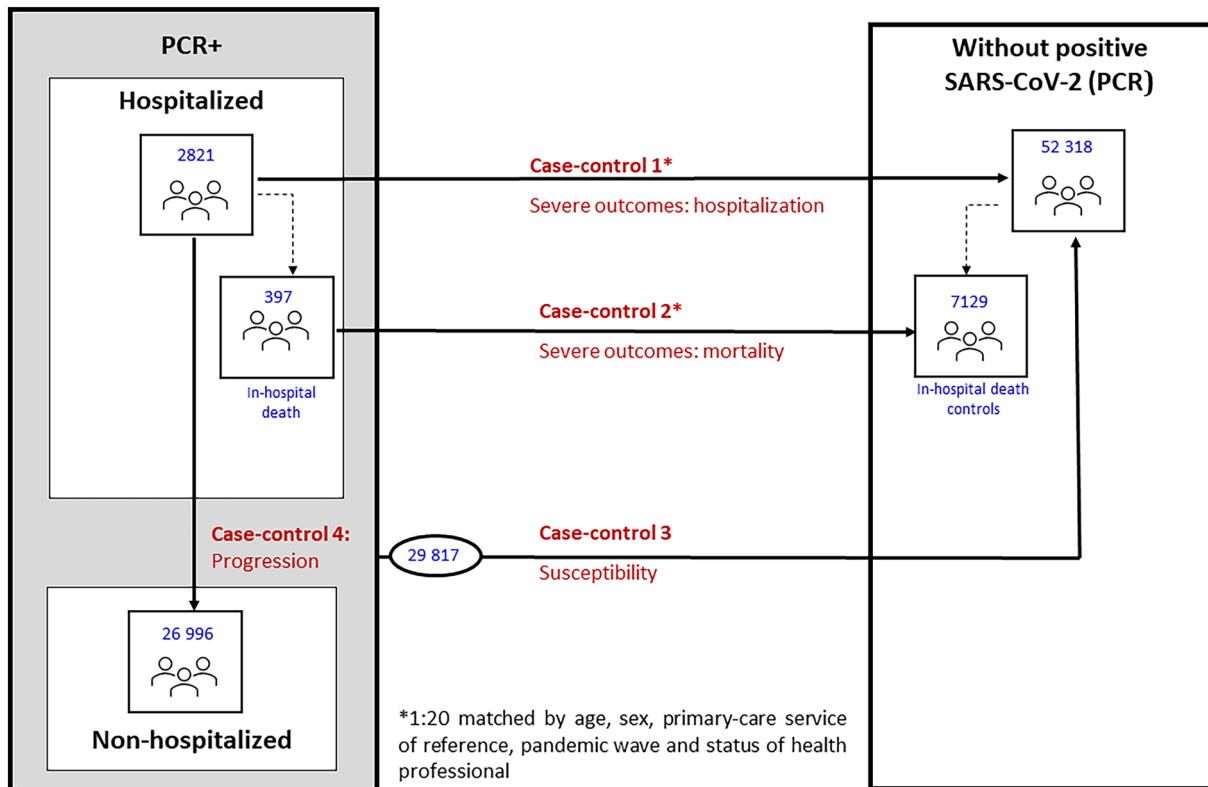 PCR+
Hospitalized
2821
397
In-hospital
death
Case-control 4:
Progression
26 996
Non-hospitalized
Case-control 1*
Severe outcomes: hospitalization
Case-control 2*
Severe outcomes: mortality
29 817
Case-control 3
Susceptibility
*1:20 matched by age, sex, primary-care service
of reference, pandemic wave and status of health
professional
Without positive
SARS-CoV-2 (PCR)
52 318
7129
In-hospital death
controls